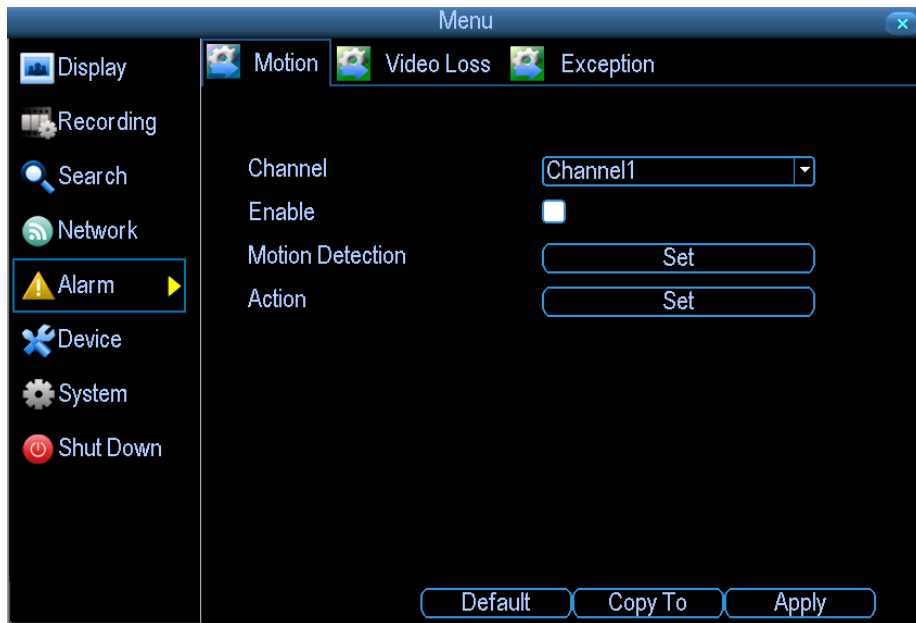 Menu
Display
Recording
Search
Network
Alarm
Device
System
Shut Down
Motion Video Loss Exception
Channel Channel1
Enable
Motion Detection Set
Action Set
Default Copy To Apply